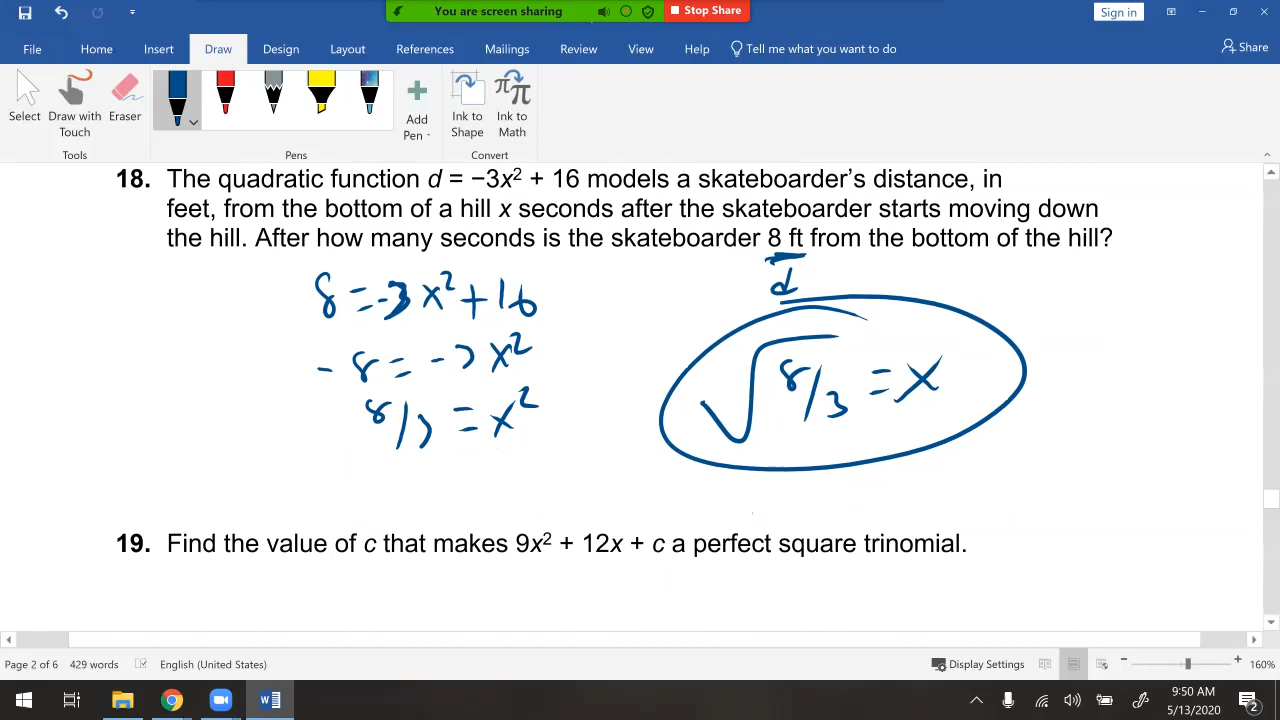 You are screen sharing
Stop Share
Sign in
File Home Insert Draw Design Layout References Mailings Review View Help Tell me what you want to do Share
Select Draw with Touch Eraser Add Pen Ink to Shape Ink to Math
Tools Pens Convert
18. The quadratic function d = −3x² + 16 models a skateboarder's distance, in
feet, from the bottom of a hill x seconds after the skateboarder starts moving down
the hill. After how many seconds is the skateboarder 8 ft from the bottom of the hill?
d
8 = -3x² + 16
-8 = -3x²
8/3 = x²
√8/3 = x
19. Find the value of c that makes 9x² + 12x + c a perfect square trinomial.
Page 2 of 6 429 words English (United States) Display Settings 160%
9:50 AM
5/13/2020
2